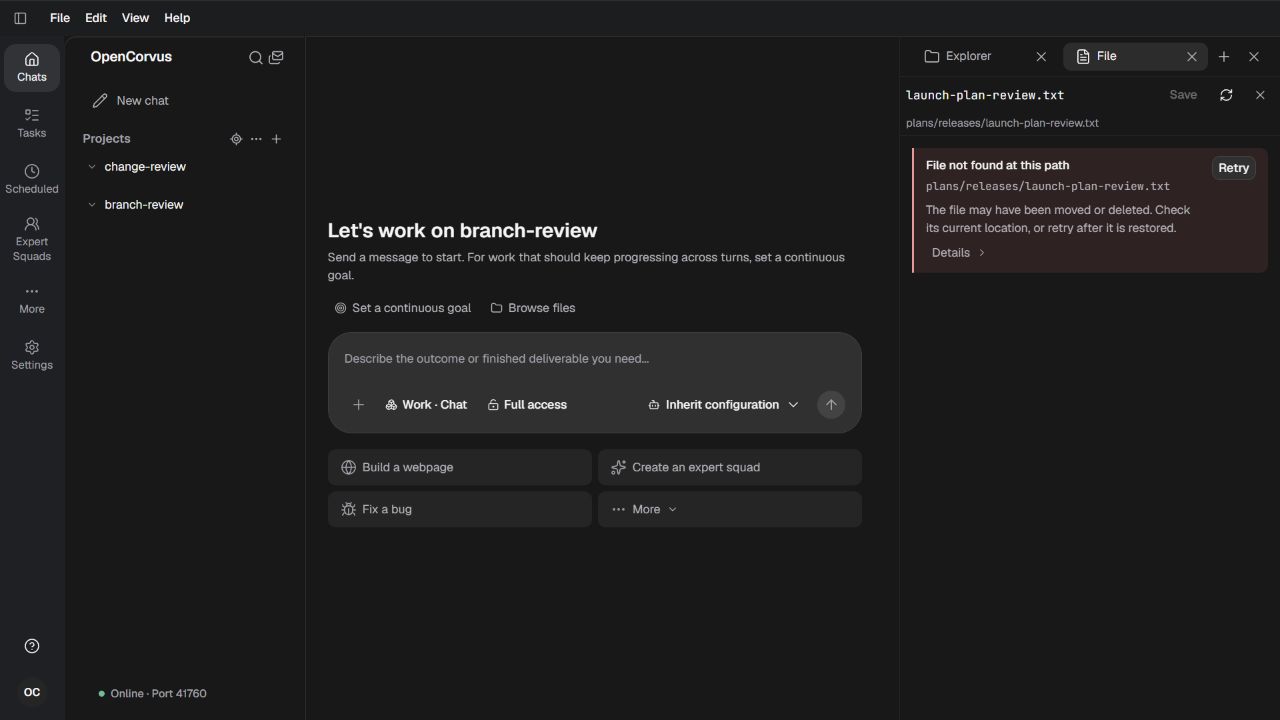 File Edit View Help
Chats
Tasks
Scheduled
Expert
Squads
More
Settings
OC
OpenCorvus
New chat
Projects
change-review
branch-review
Online · Port 41760
Let's work on branch-review
Send a message to start. For work that should keep progressing across turns, set a continuous
goal.
Set a continuous goal Browse files
Describe the outcome or finished deliverable you need...
Work · Chat Full access Inherit configuration
Build a webpage Create an expert squad
Fix a bug More
Explorer File
launch-plan-review.txt Save
plans/releases/launch-plan-review.txt
File not found at this path
Retry
plans/releases/launch-plan-review.txt
The file may have been moved or deleted. Check
its current location, or retry after it is restored.
Details